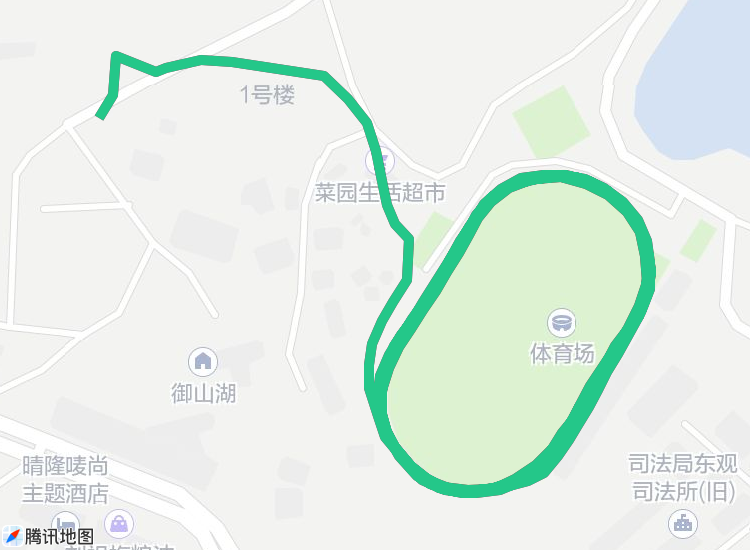 1号楼
菜园生活超市
体育场
御山湖
晴隆唛尚
主题酒店
司法局东观
司法所(旧)
腾讯地图